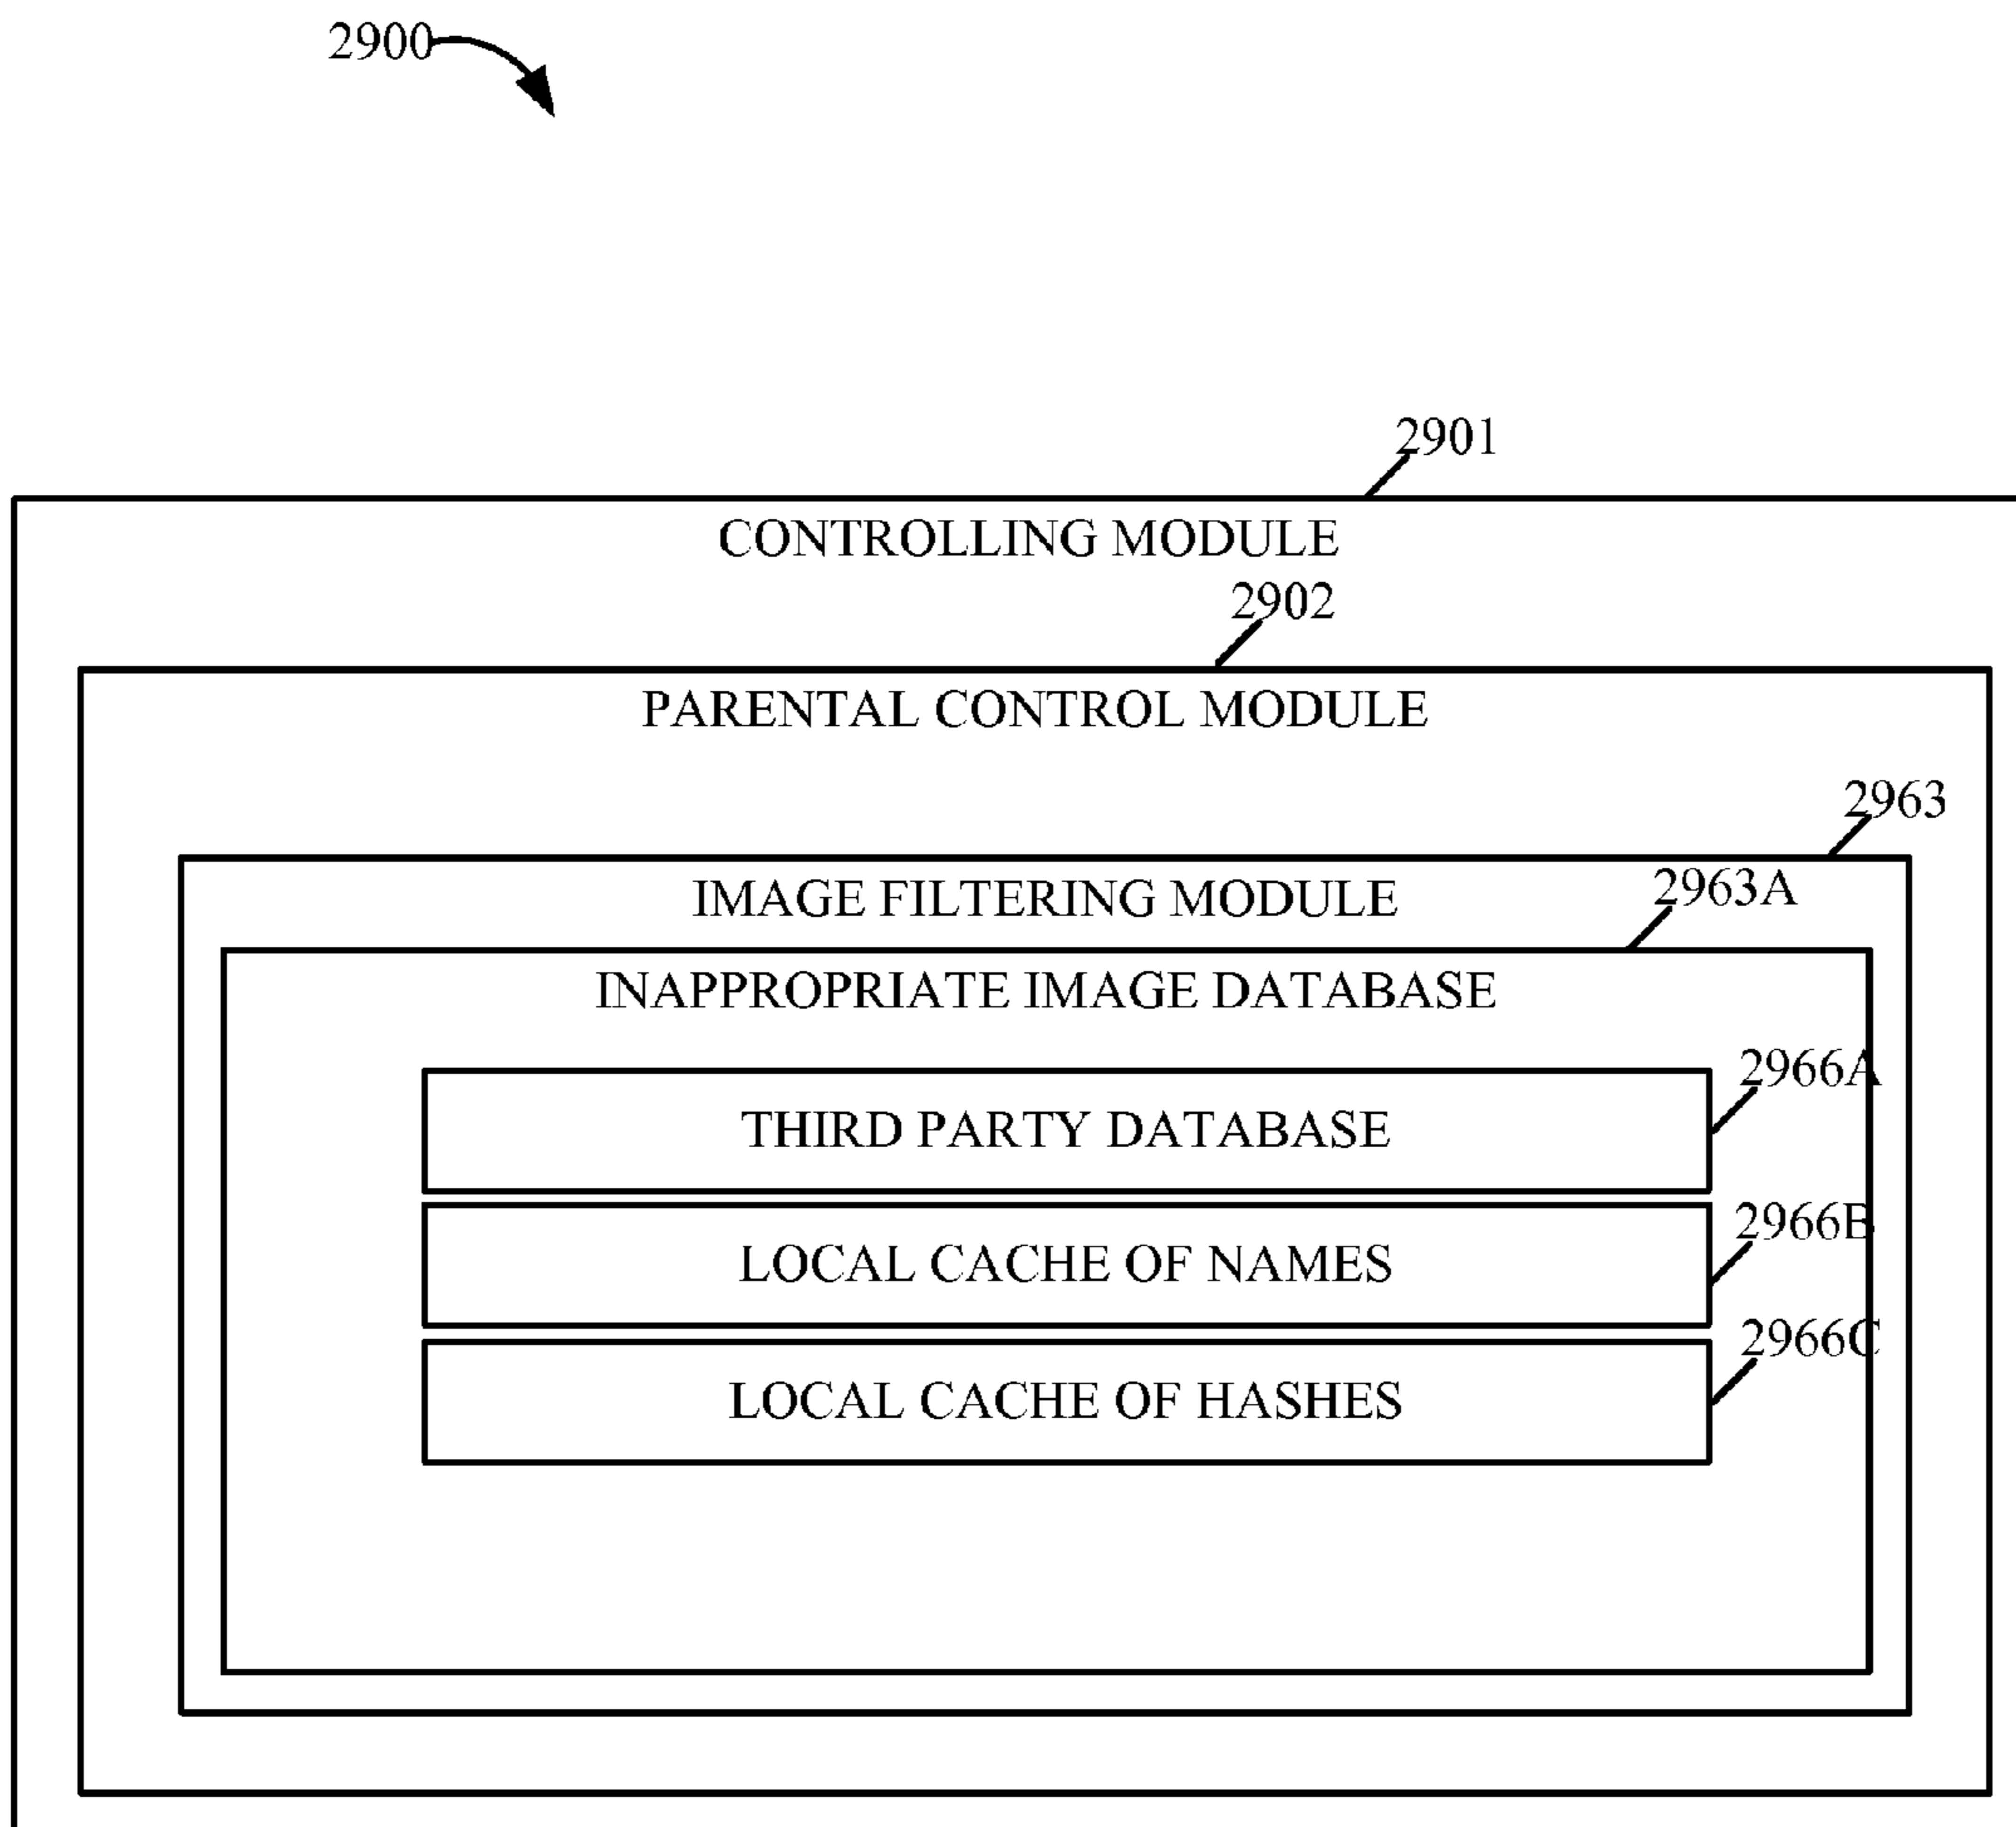 2900
2901
CONTROLLING MODULE
2902
PARENTAL CONTROL MODULE
2963
IMAGE FILTERING MODULE
2963A
INAPPROPRIATE IMAGE DATABASE
2966A
THIRD PARTY DATABASE
2966B
LOCAL CACHE OF NAMES
2966C
LOCAL CACHE OF HASHES